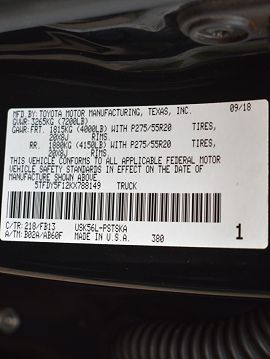 MFD.BY: TOYOTA MOTOR MANUFACTURING, TEXAS, INC.
GVWR: 3265KG (7200LB) 09/18
GAWR: FRT. 1815KG (4000LB) WITH P275/55R20 TIRES,
20X8J RIMS.
RR. 1880KG (4150LB) WITH P275/55R20 TIRES,
20X8J RIMS.
THIS VEHICLE CONFORMS TO ALL APPLICABLE FEDERAL MOTOR
VEHICLE SAFETY STANDARDS IN EFFECT ON THE DATE OF
MANUFACTURE SHOWN ABOVE.
5TFDY5F12KX788149 TRUCK
C/TR: 218/FB13 USK56L-PSTSKA
A/TM: B02A/AB60F MADE IN U.S.A. 380 1